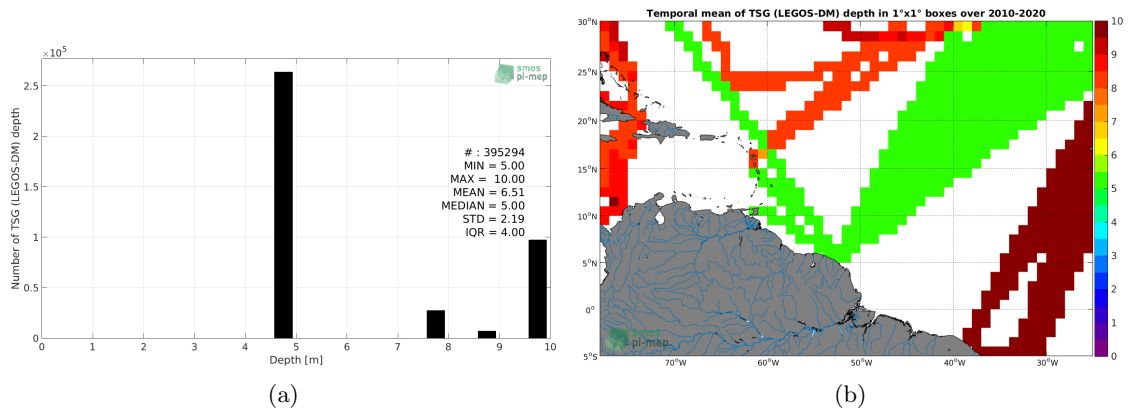 ×10⁵
Number of TSG (LEGOS-DM) depth
2.5
2
1.5
1
0.5
0
smos
pi-mep
# : 395294
MIN = 5.00
MAX = 10.00
MEAN = 6.51
MEDIAN = 5.00
STD = 2.19
IQR = 4.00
0 1 2 3 4 5 6 7 8 9 10
Depth [m]
(a)
Temporal mean of TSG (LEGOS-DM) depth in 1°x1° boxes over 2010-2020
30°N
25°N
20°N
15°N
10°N
5°N
0°
5°S
smos
pi-mep
70°W 60°W 50°W 40°W 30°W
10
9
8
7
6
5
4
3
2
1
0
(b)